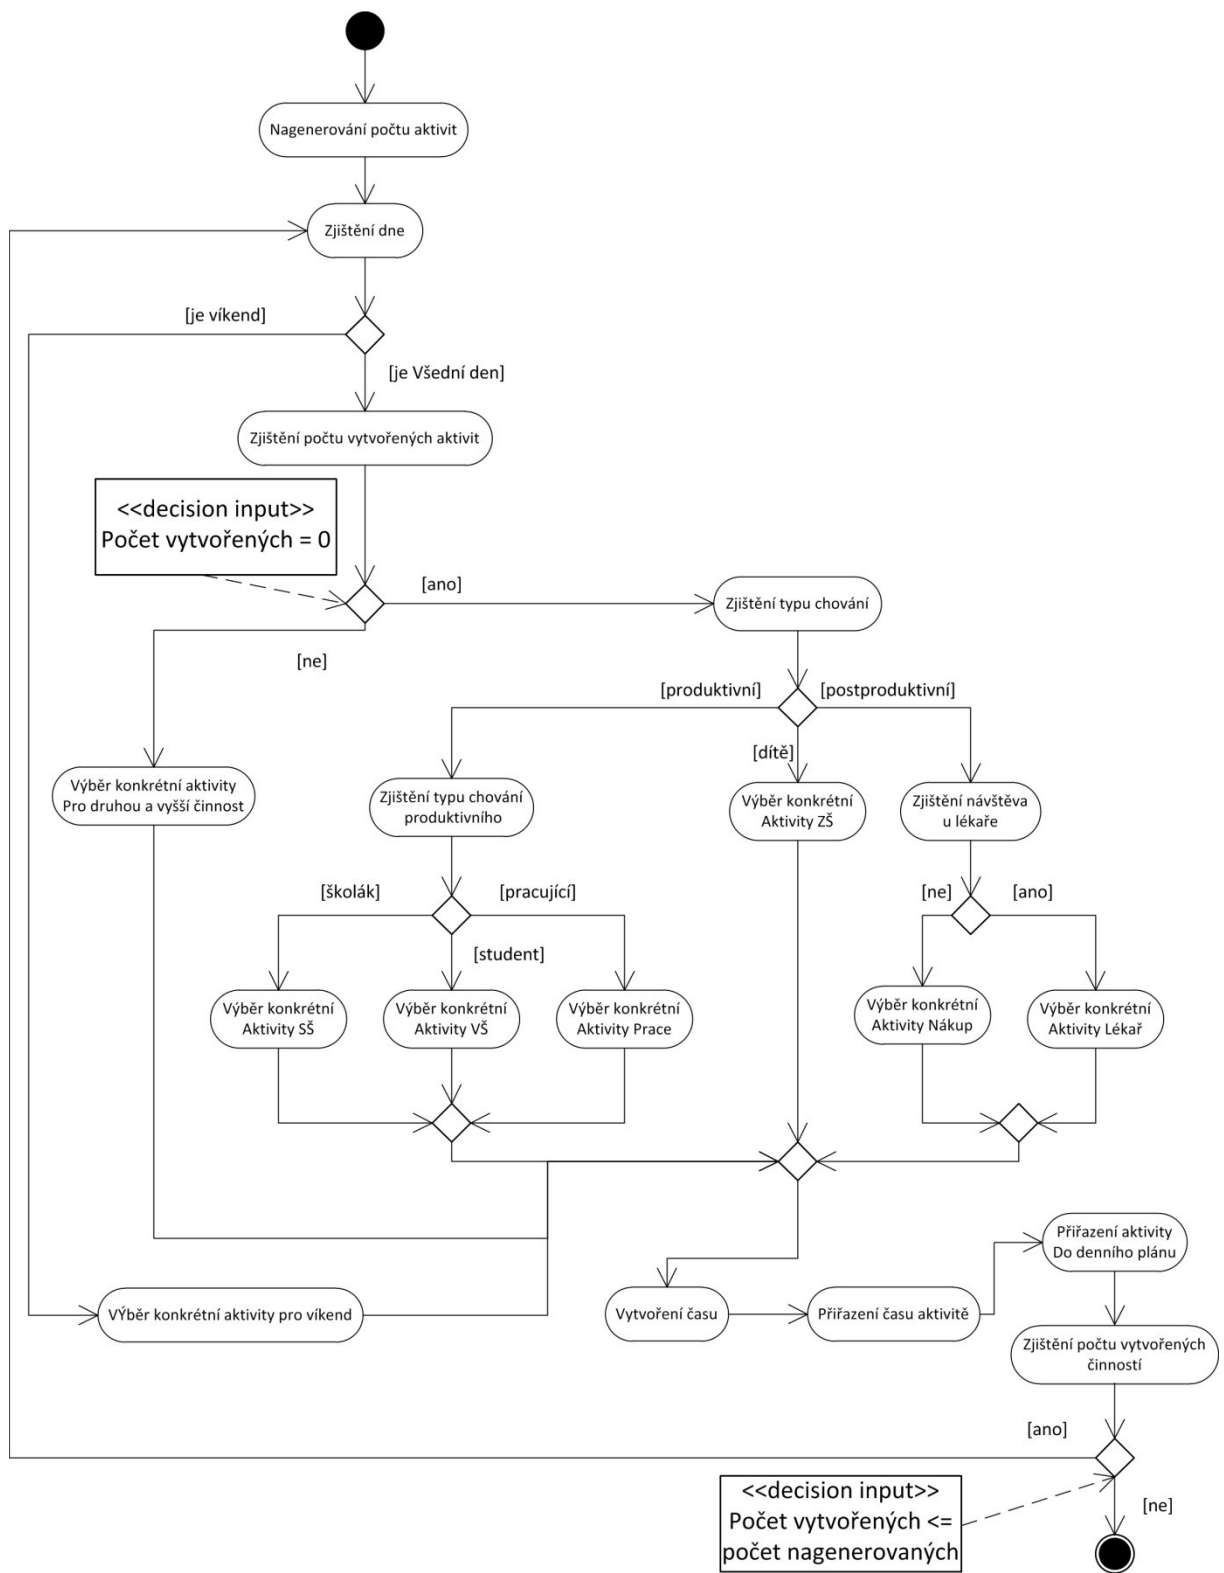 Nagenerování počtu aktivit
Zjištění dne
[je víkend]
[je Všední den]
Zjištění počtu vytvořených aktivit
<<decision input>>
Počet vytvořených = 0
[ano]
Zjištění typu chování
[ne]
[produktivní]
[postproduktivní]
[dítě]
Výběr konkrétní aktivity
Pro druhou a vyšší činnost
Zjištění typu chování
produktivního
Výběr konkrétní
Aktivity ZŠ
Zjištění návštěva
u lékaře
[školák]
[pracující]
[ne]
[ano]
[student]
Výběr konkrétní
Aktivity SŠ
Výběr konkrétní
Aktivity VŠ
Výběr konkrétní
Aktivity Prace
Výběr konkrétní
Aktivity Nákup
Výběr konkrétní
Aktivity Lékař
Přiřazení aktivity
Do denního plánu
VÝběr konkrétní aktivity pro víkend
Vytvoření času
Přiřazení času aktivitě
Zjištění počtu vytvořených
činností
[ano]
<<decision input>>
Počet vytvořených <=
počet nagenerovaných
[ne]